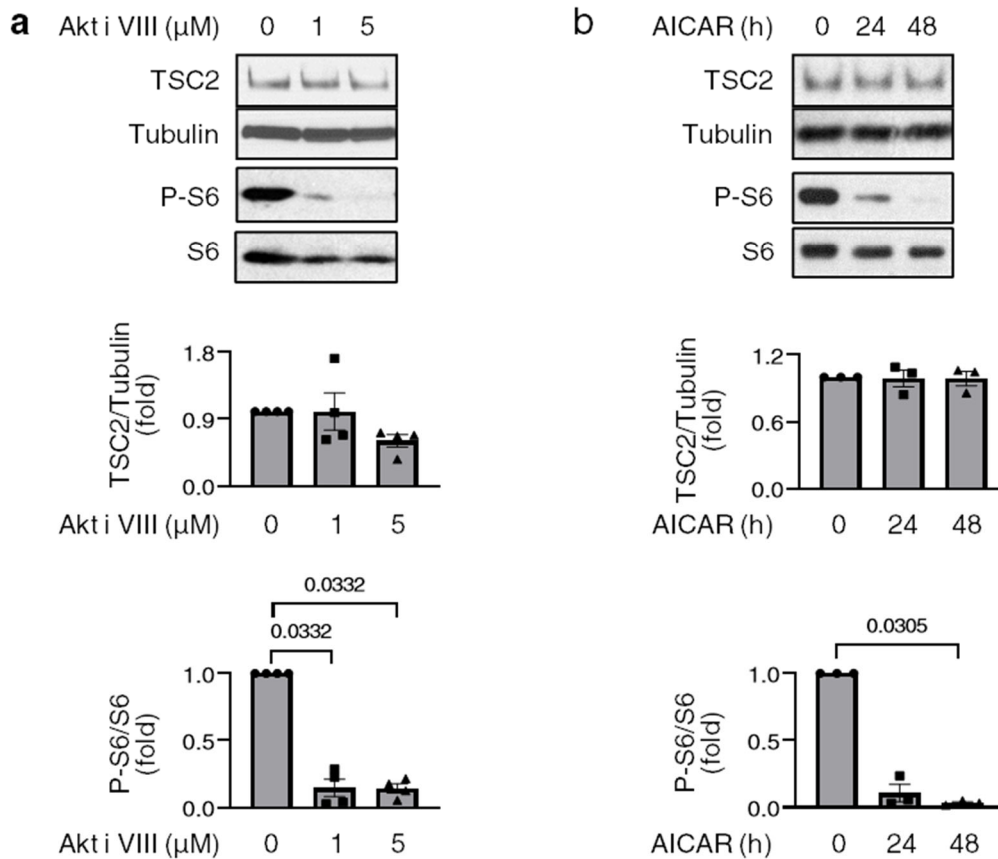 a
Akt i VIII (µM) 0 1 5
TSC2
Tubulin
P-S6
S6
TSC2/Tubulin
(fold)
1.8
0.9
0.0
Akt i VIII (µM) 0 1 5
0.0332
0.0332
P-S6/S6
(fold)
1.0
0.5
0.0
Akt i VIII (µM) 0 1 5
b
AICAR (h) 0 24 48
TSC2
Tubulin
P-S6
S6
TSC2/Tubulin
(fold)
1.2
0.6
0.0
AICAR (h) 0 24 48
0.0305
P-S6/S6
(fold)
1.0
0.5
0.0
AICAR (h) 0 24 48